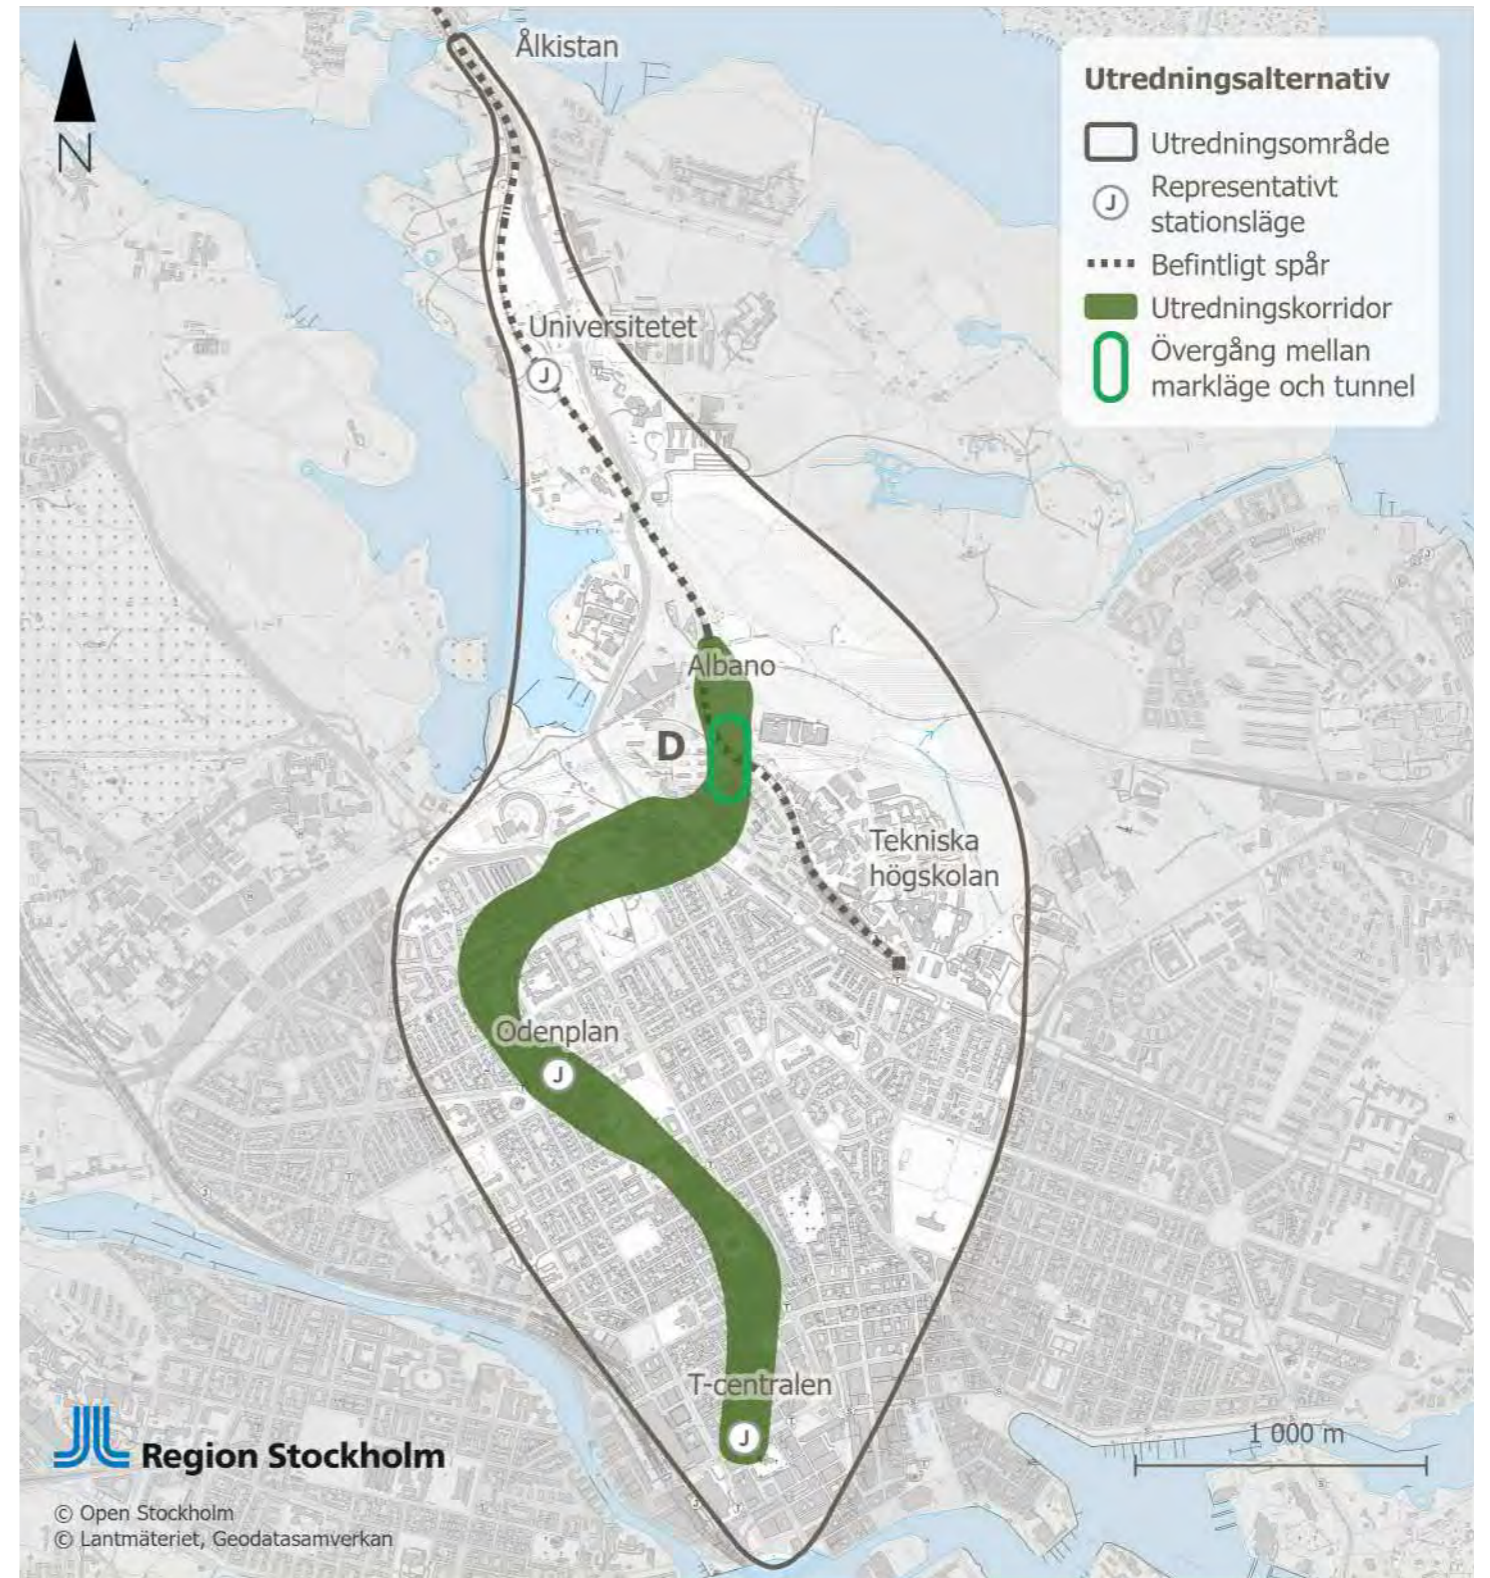 Ålkistan
N
Utredningsalternativ
Utredningsområde
J Representativt
stationsläge
Befintligt spår
Utredningskorridor
Övergång mellan
markläge och tunnel
Universitetet
J
Albano
D
Tekniska
högskolan
Odenplan
J
T-centralen
J
1 000 m
Region Stockholm
© Open Stockholm
© Lantmäteriet, Geodatasamverkan